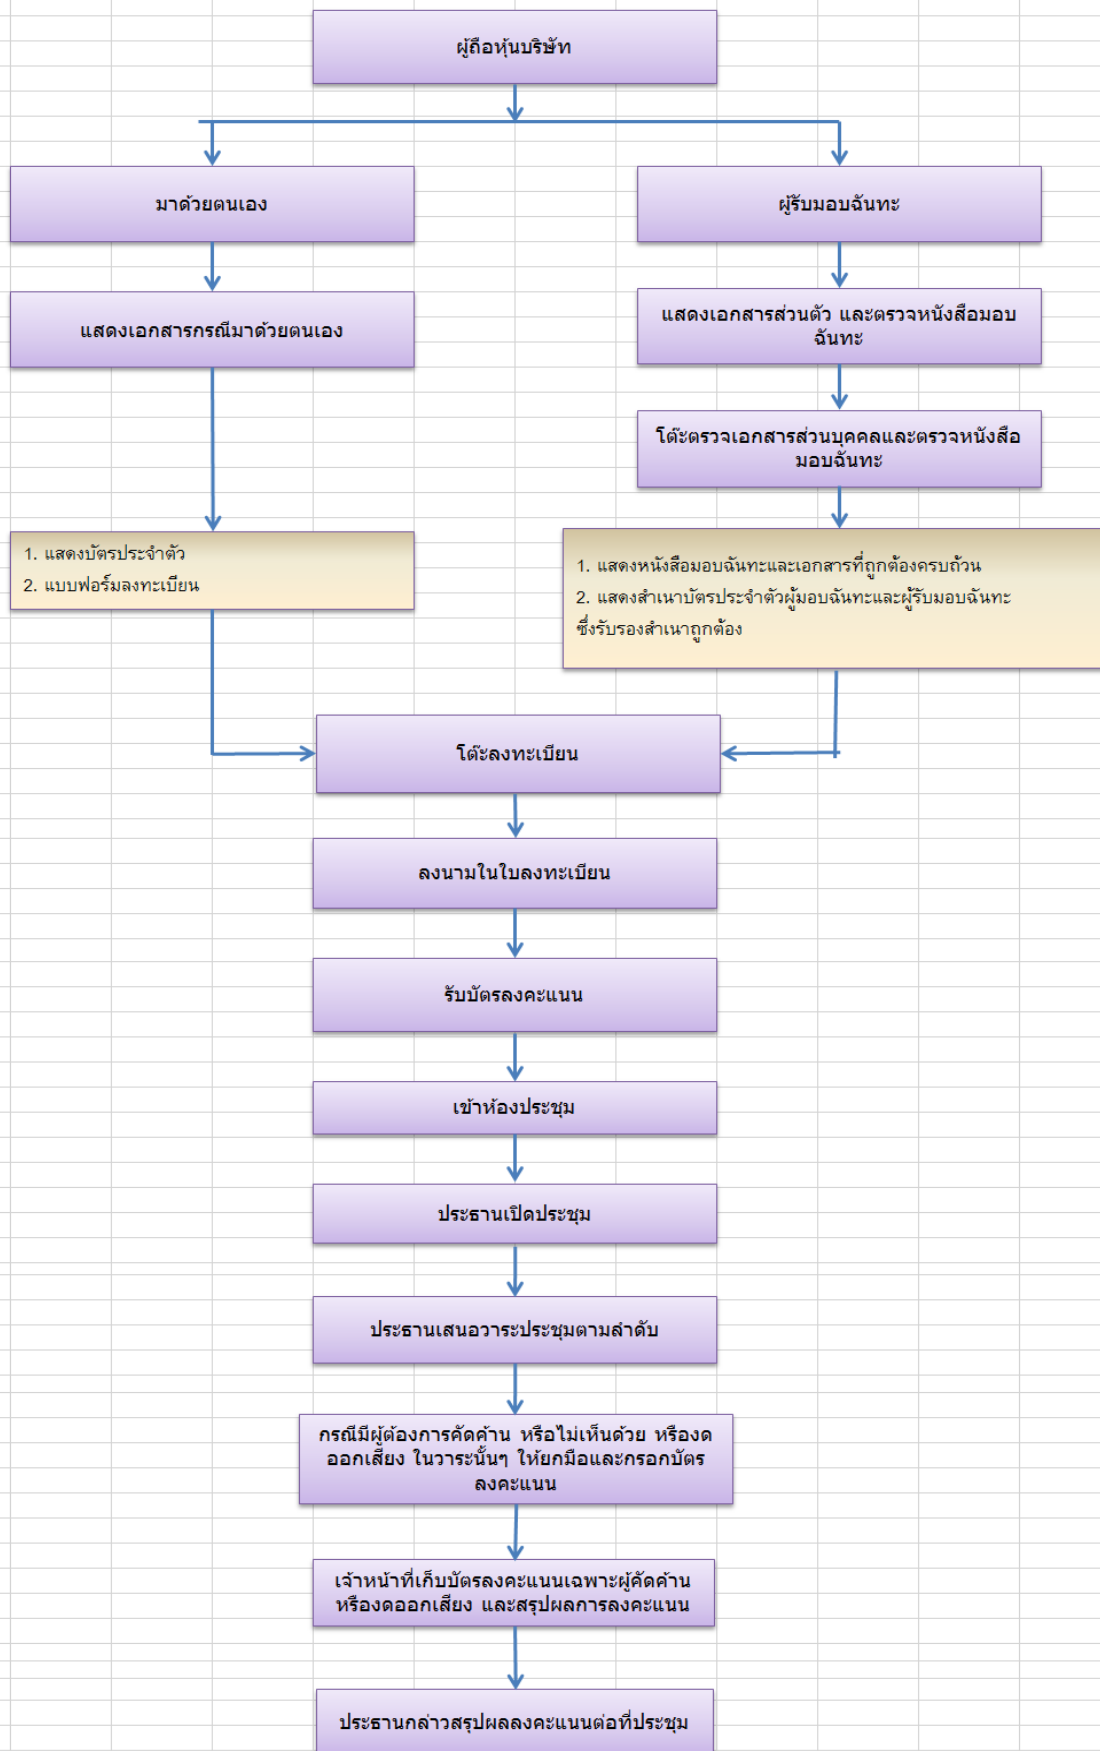 ผู้ถือหุ้นบริษัท
มาด้วยตนเอง
ผู้รับมอบฉันทะ
แสดงเอกสารกรณีมาด้วยตนเอง
แสดงเอกสารส่วนตัว และตรวจหนังสือมอบ
ฉันทะ
โต๊ะตรวจเอกสารส่วนบุคคลและตรวจหนังสือ
มอบฉันทะ
1. แสดงบัตรประจำตัว
2. แบบฟอร์มลงทะเบียน
1. แสดงหนังสือมอบฉันทะและเอกสารที่ถูกต้องครบถ้วน
2. แสดงสำเนาบัตรประจำตัวผู้มอบฉันทะและผู้รับมอบฉันทะ
ซึ่งรับรองสำเนาถูกต้อง
โต๊ะลงทะเบียน
ลงนามในใบลงทะเบียน
รับบัตรลงคะแนน
เข้าห้องประชุม
ประธานเปิดประชุม
ประธานเสนอวาระประชุมตามลำดับ
กรณีมีผู้ต้องการคัดค้าน หรือไม่เห็นด้วย หรืองด
ออกเสียง ในวาระนั้นๆ ให้ยกมือและกรอกบัตร
ลงคะแนน
เจ้าหน้าที่เก็บบัตรลงคะแนนเฉพาะผู้คัดค้าน
หรืองดออกเสียง และสรุปผลการลงคะแนน
ประธานกล่าวสรุปผลลงคะแนนต่อที่ประชุม